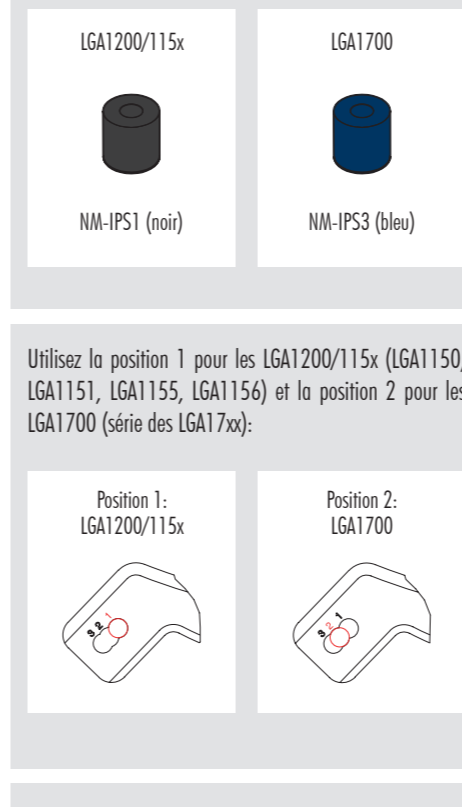 LGA1200/115x
LGA1700
NM-IPS1 (noir)
NM-IPS3 (bleu)
Utilisez la position 1 pour les LGA1200/115x (LGA1150,
LGA1151, LGA1155, LGA1156) et la position 2 pour les
LGA1700 (série des LGA17xx):
Position 1:
LGA1200/115x
Position 2:
LGA1700
3 2 1
3 2 1